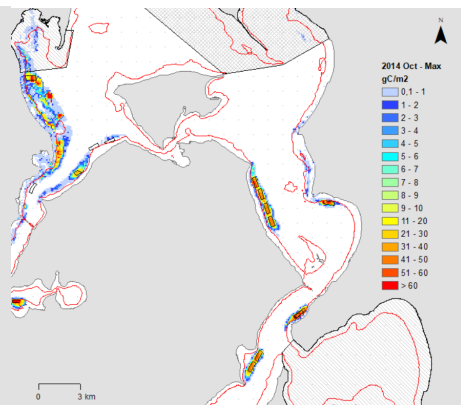 N
2014 Oct - Max
gC/m2
0,1 - 1
1 - 2
2 - 3
3 - 4
4 - 5
5 - 6
6 - 7
7 - 8
8 - 9
9 - 10
11 - 20
21 - 30
31 - 40
41 - 50
51 - 60
> 60
0 3 km